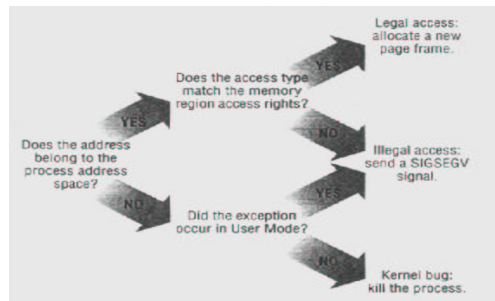 Legal access:
allocate a new
page frame.
YES
Does the access type
match the memory
region access rights?
YES
NO
Does the address
belong to the
process address
space?
Illegal access:
send a SIGSEGV
signal.
YES
NO
Did the exception
occur in User Mode?
NO
Kernel bug:
kill the process.